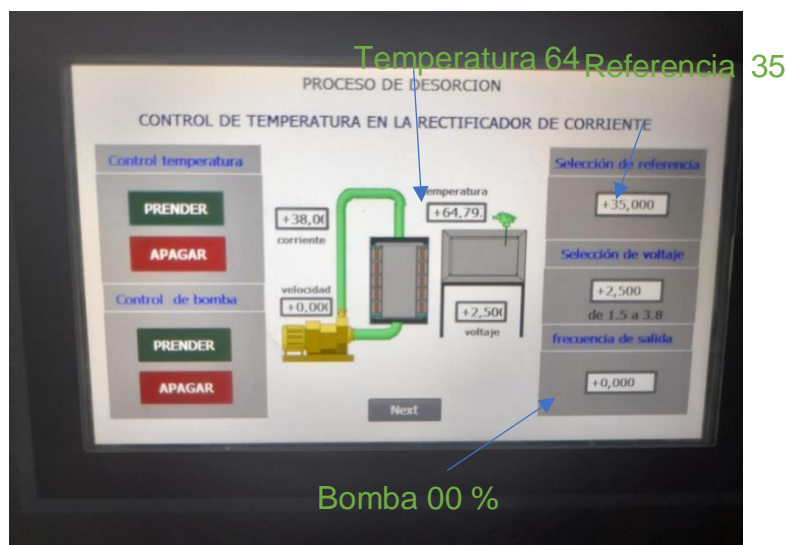 Temperatura 64
Referencia 35
PROCESO DE DESORCION
CONTROL DE TEMPERATURA EN LA RECTIFICADOR DE CORRIENTE
Control temperatura
PRENDER
APAGAR
Control de bomba
PRENDER
APAGAR
+38,0(
corriente
velocidad
+0,00(
temperatura
+64,79.
+2,50(
voltaje
Next
Selección de referencia
+35,000
Selección de voltaje
+2,500
de 1.5 a 3.8
frecuencia de salida
+0,000
Bomba 00 %